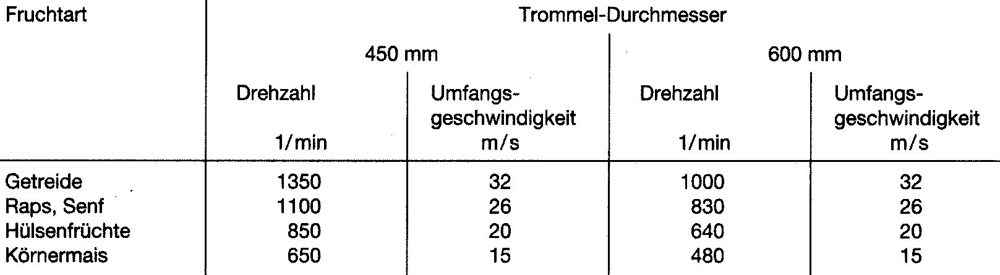 Fruchtart Trommel-Durchmesser
450 mm 600 mm
Drehzahl Umfangs- Drehzahl Umfangs-
geschwindigkeit geschwindigkeit
1/min m/s 1/min m/s
Getreide 1350 32 1000 32
Raps, Senf 1100 26 830 26
Hülsenfrüchte 850 20 640 20
Körnermais 650 15 480 15